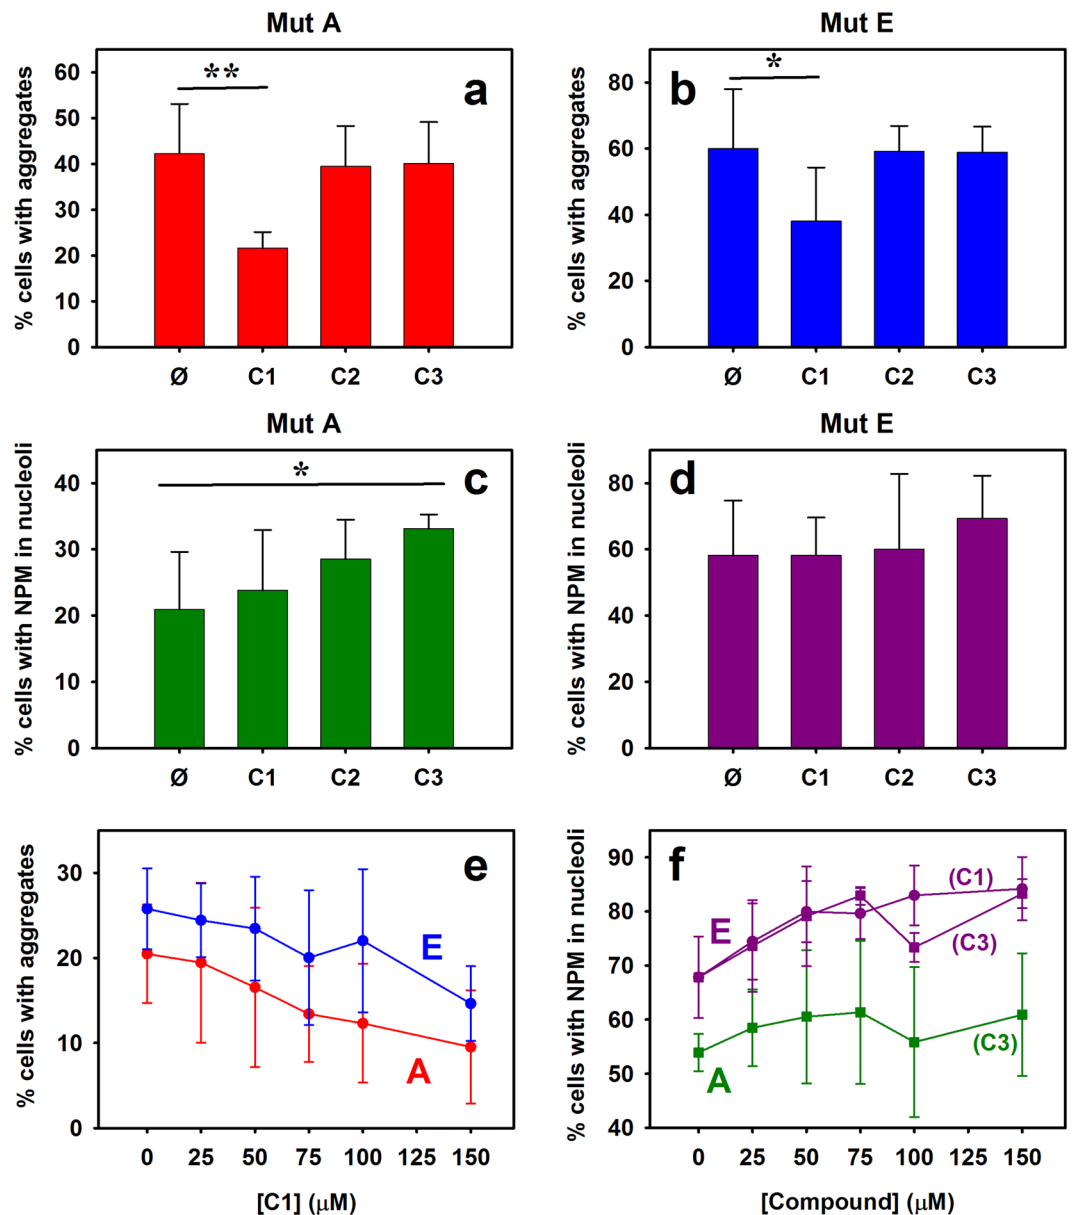 Mut A
% cells with aggregates
60
50
40
30
20
10
0
**
a
Ø C1 C2 C3
Mut E
% cells with aggregates
80
60
40
20
0
*
b
Ø C1 C2 C3
Mut A
% cells with NPM in nucleoli
40
30
20
10
0
*
c
Ø C1 C2 C3
Mut E
% cells with NPM in nucleoli
80
60
40
20
0
d
Ø C1 C2 C3
% cells with aggregates
30
20
10
0
e
E
A
0 25 50 75 100 125 150
[C1] (µM)
% cells with NPM in nucleoli
90
80
70
60
50
40
f
(C1)
E
(C3)
(C3)
A
0 25 50 75 100 125 150
[Compound] (µM)